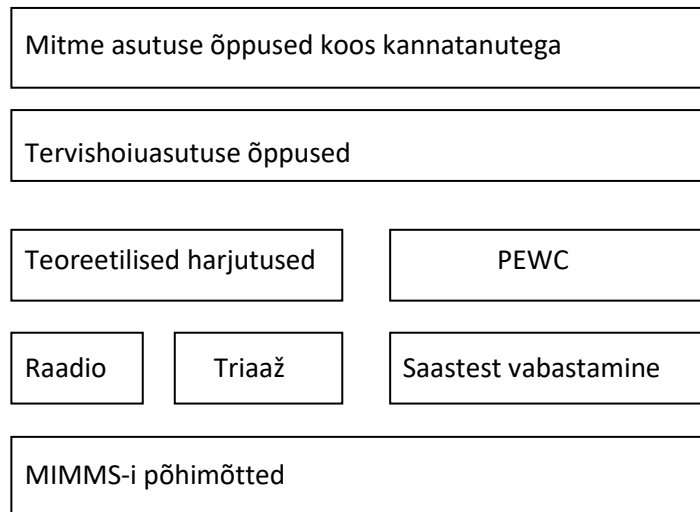 Mitme asutuse õppused koos kannatanutega
Tervishoiuasutuse õppused
Teoreetilised harjutused
PEWC
Raadio
Triaaž
Saastest vabastamine
MIMMS-i põhimõtted